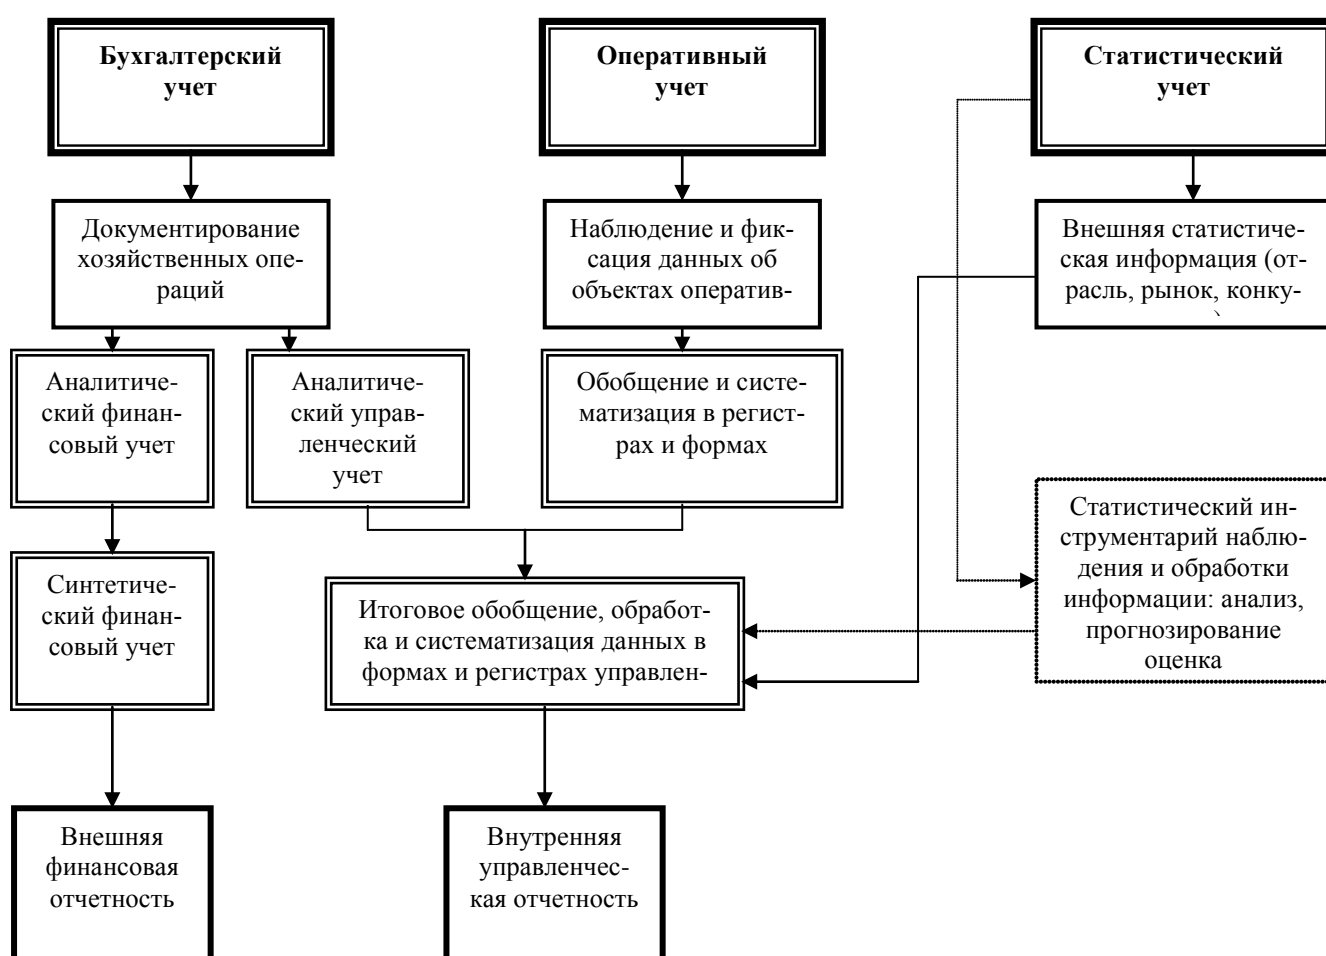 Бухгалтерский
учет
Оперативный
учет
Статистический
учет
Документирование
хозяйственных опе-
раций
Наблюдение и фик-
сация данных об
объектах оператив-
Внешняя статистиче-
ская информация (от-
расль, рынок, конку-
Аналитиче-
ский финан-
совый учет
Аналитиче-
ский управ-
ленческий
учет
Обобщение и систе-
матизация в регист-
рах и формах
Статистический ин-
струментарий наблю-
дения и обработки
информации: анализ,
прогнозирование
оценка
Синтетиче-
ский финан-
совый учет
Итоговое обобщение, обработ-
ка и систематизация данных в
формах и регистрах управлен-
Внешняя
финансовая
отчетность
Внутренняя
управленчес-
кая отчетность